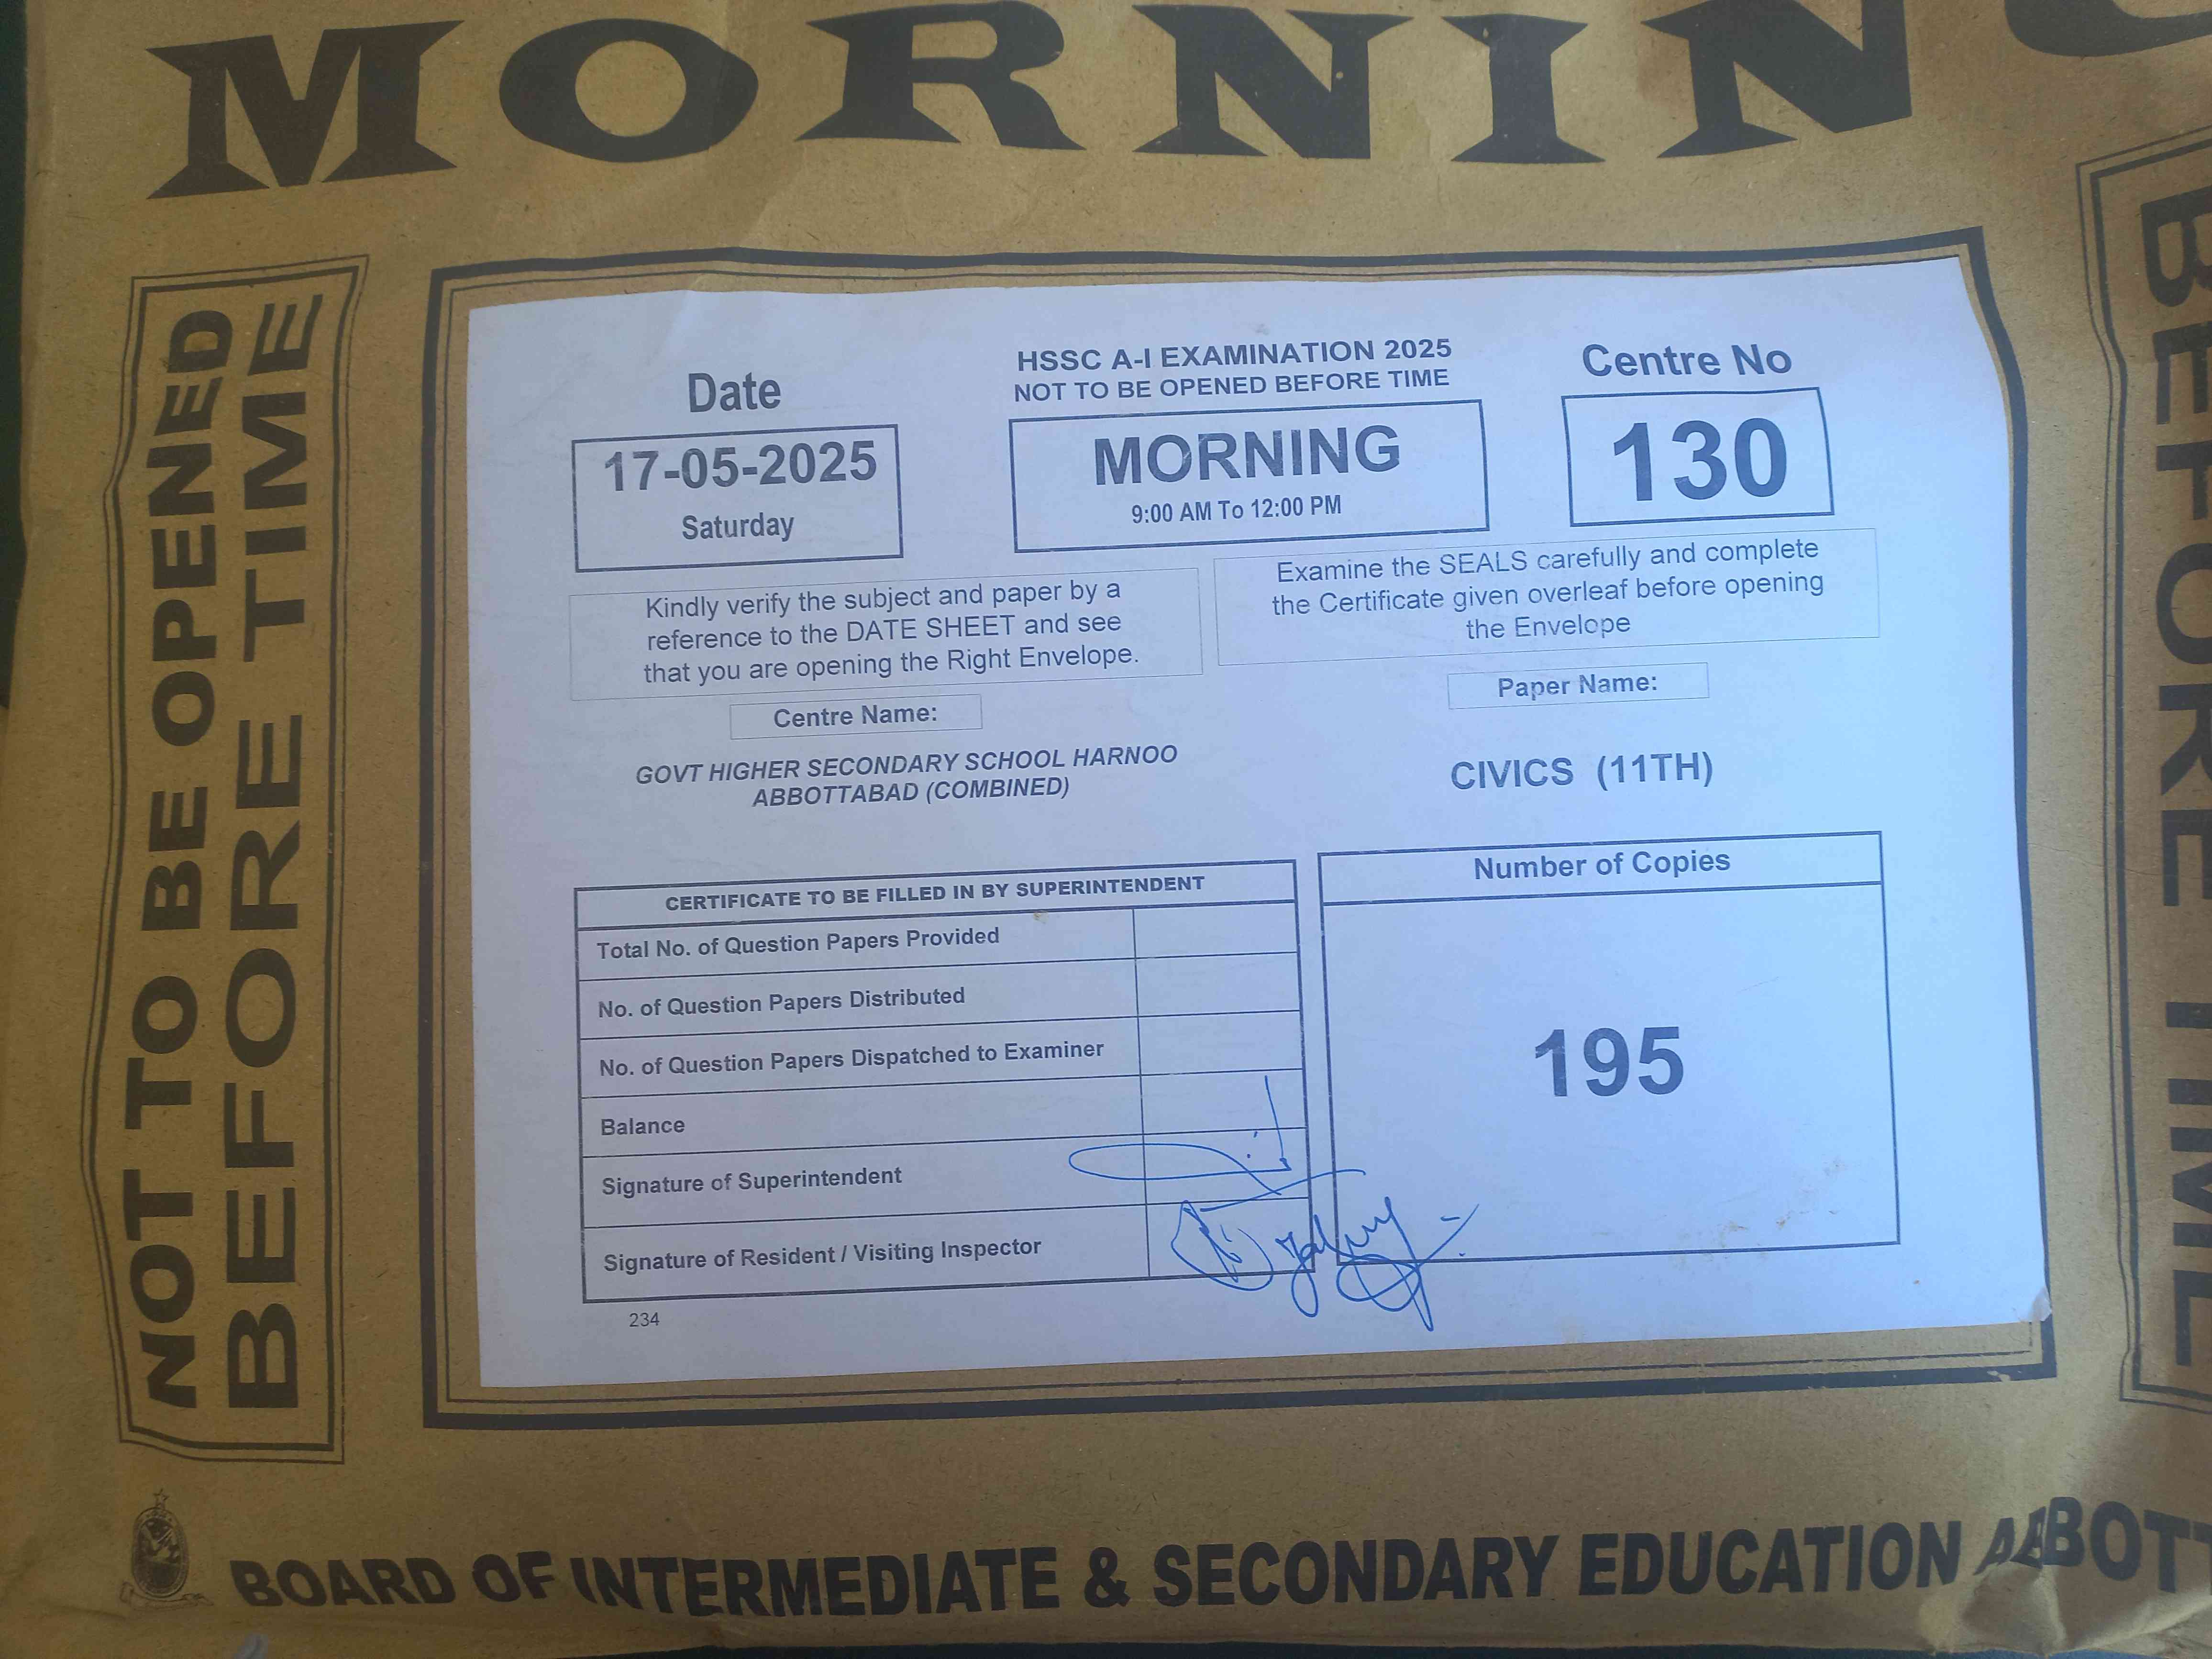 MORNING
NOT TO BE OPENED
BEFORE TIME
HSSC A-I EXAMINATION 2025
NOT TO BE OPENED BEFORE TIME
Date
17-05-2025
Saturday
MORNING
9:00 AM To 12:00 PM
Centre No
130
Kindly verify the subject and paper by a
reference to the DATE SHEET and see
that you are opening the Right Envelope.
Examine the SEALS carefully and complete
the Certificate given overleaf before opening
the Envelope
Centre Name:
GOVT HIGHER SECONDARY SCHOOL HARNOO
ABBOTTABAD (COMBINED)
Paper Name:
CIVICS (11TH)
CERTIFICATE TO BE FILLED IN BY SUPERINTENDENT
Total No. of Question Papers Provided
No. of Question Papers Distributed
No. of Question Papers Dispatched to Examiner
Balance
Signature of Superintendent
Signature of Resident / Visiting Inspector
Number of Copies
195
234
BEFORE TIME
BOARD OF INTERMEDIATE & SECONDARY EDUCATION ABBOTT